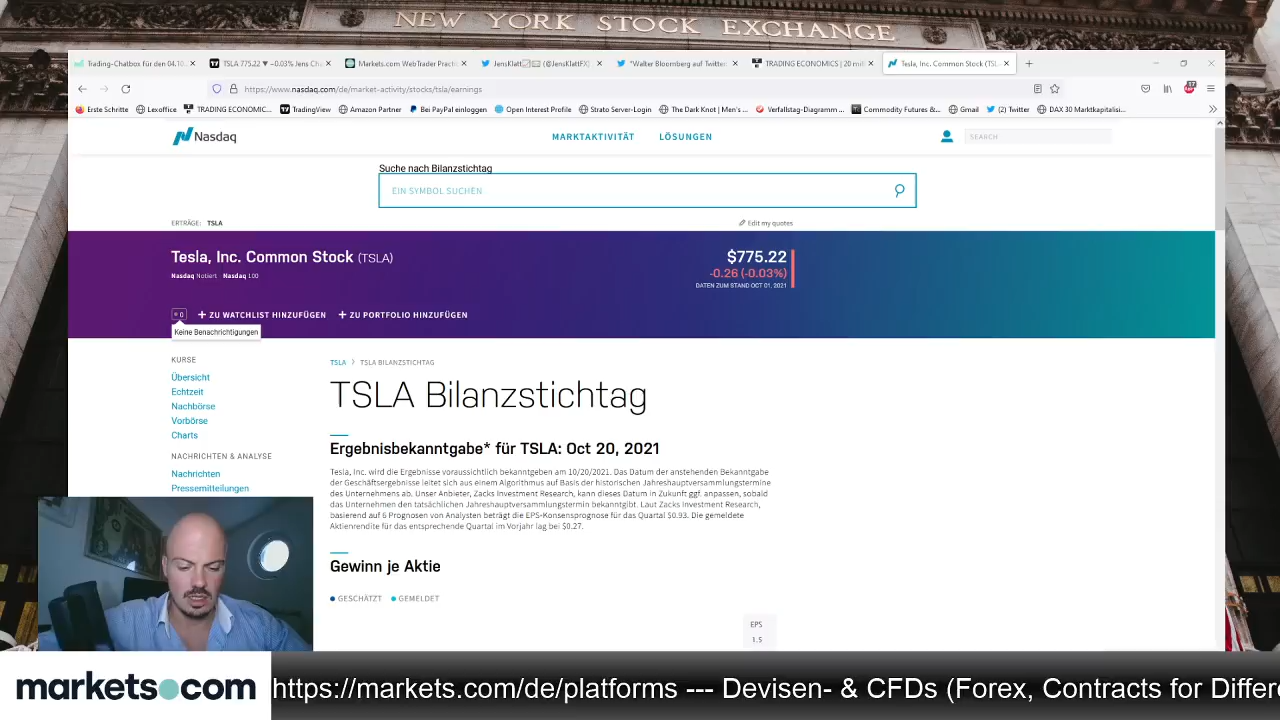 NEW YORK STOCK EXCHANGE
Trading-Chatbox für den 04.10
TSLA 775.22 ▼ −0.03% Jens
Markets.com WebTrader Practi
(@JensKlattFX)
"Walter Bloomberg auf Twitter:
TRADING ECONOMICS | 20 mil
Tesla, Inc. Common Stock (TSL
https://www.nasdaq.com/de/market-activity/stocks/tsla/earnings
Erste Schritte
Lexoffice
TRADING ECONOMIC...
TradingView
Amazon Partner
Bei PayPal einloggen
Open Interest Profile
Strato Server-Login
The Dark Knot | Men's ...
Verfallstag-Diagramm ...
Commodity Futures &...
Gmail
(2) Twitter
DAX 30 Marktkapitalisi...
Nasdaq
MARKTAKTIVITÄT
LÖSUNGEN
SEARCH
Suche nach Bilanzstichtag
EIN SYMBOL SUCHEN
ERTRÄGE: TSLA
Edit my quotes
Tesla, Inc. Common Stock (TSLA)
Nasdaq Notiert · Nasdaq 100
$775.22
-0.26 (-0.03%)
DATEN ZUM STAND OCT 01, 2021
0
+ ZU WATCHLIST HINZUFÜGEN
+ ZU PORTFOLIO HINZUFÜGEN
Keine Benachrichtigungen
KURSE
Übersicht
Echtzeit
Nachbörse
Vorbörse
Charts
NACHRICHTEN & ANALYSE
Nachrichten
Pressemitteilungen
TSLA > TSLA BILANZSTICHTAG
TSLA Bilanzstichtag
Ergebnisbekanntgabe* für TSLA: Oct 20, 2021
Tesla, Inc. wird die Ergebnisse voraussichtlich bekanntgeben am 10/20/2021. Das Datum der anstehenden Bekanntgabe
der Geschäftsergebnisse leitet sich aus einem Algorithmus auf Basis der historischen Jahreshauptversammlungstermine
des Unternehmens ab. Unser Anbieter, Zacks Investment Research, kann dieses Datum in Zukunft ggf. anpassen, sobald
das Unternehmen den tatsächlichen Jahreshauptversammlungstermin bekanntgibt. Laut Zacks Investment Research,
basierend auf 6 Prognosen von Analysten beträgt die EPS-Konsensprognose für das Quartal $0.93. Die gemeldete
Aktienrendite für das entsprechende Quartal im Vorjahr lag bei $0.27.
Gewinn je Aktie
GESCHÄTZT
GEMELDET
EPS
1.5
markets.com
https://markets.com/de/platforms --- Devisen- & CFDs (Forex, Contracts for Differe